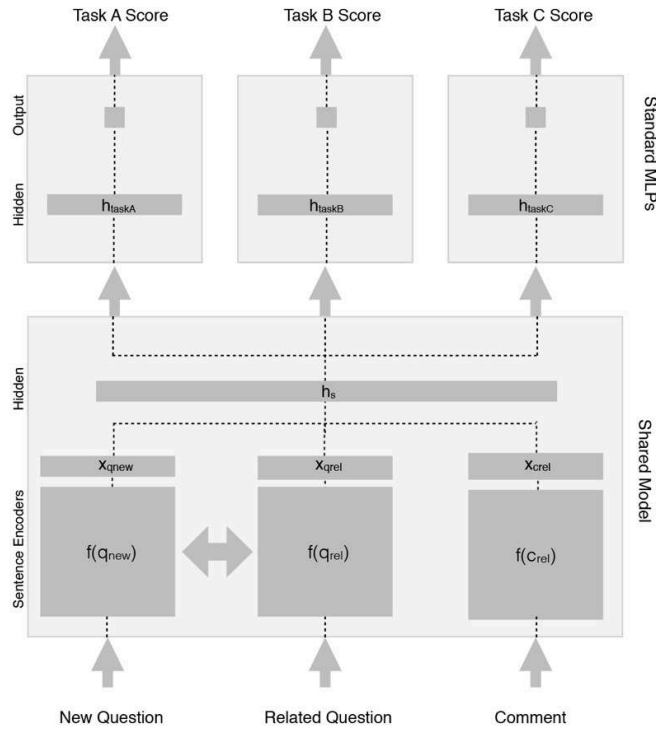 Task A Score Task B Score Task C Score
Output
Standard MLPs
Hidden
h_taskA h_taskB h_taskC
Hidden
h_s
Shared Model
x_qnew x_qrel x_crel
Sentence Encoders
f(q_new) f(q_rel) f(c_rel)
New Question Related Question Comment